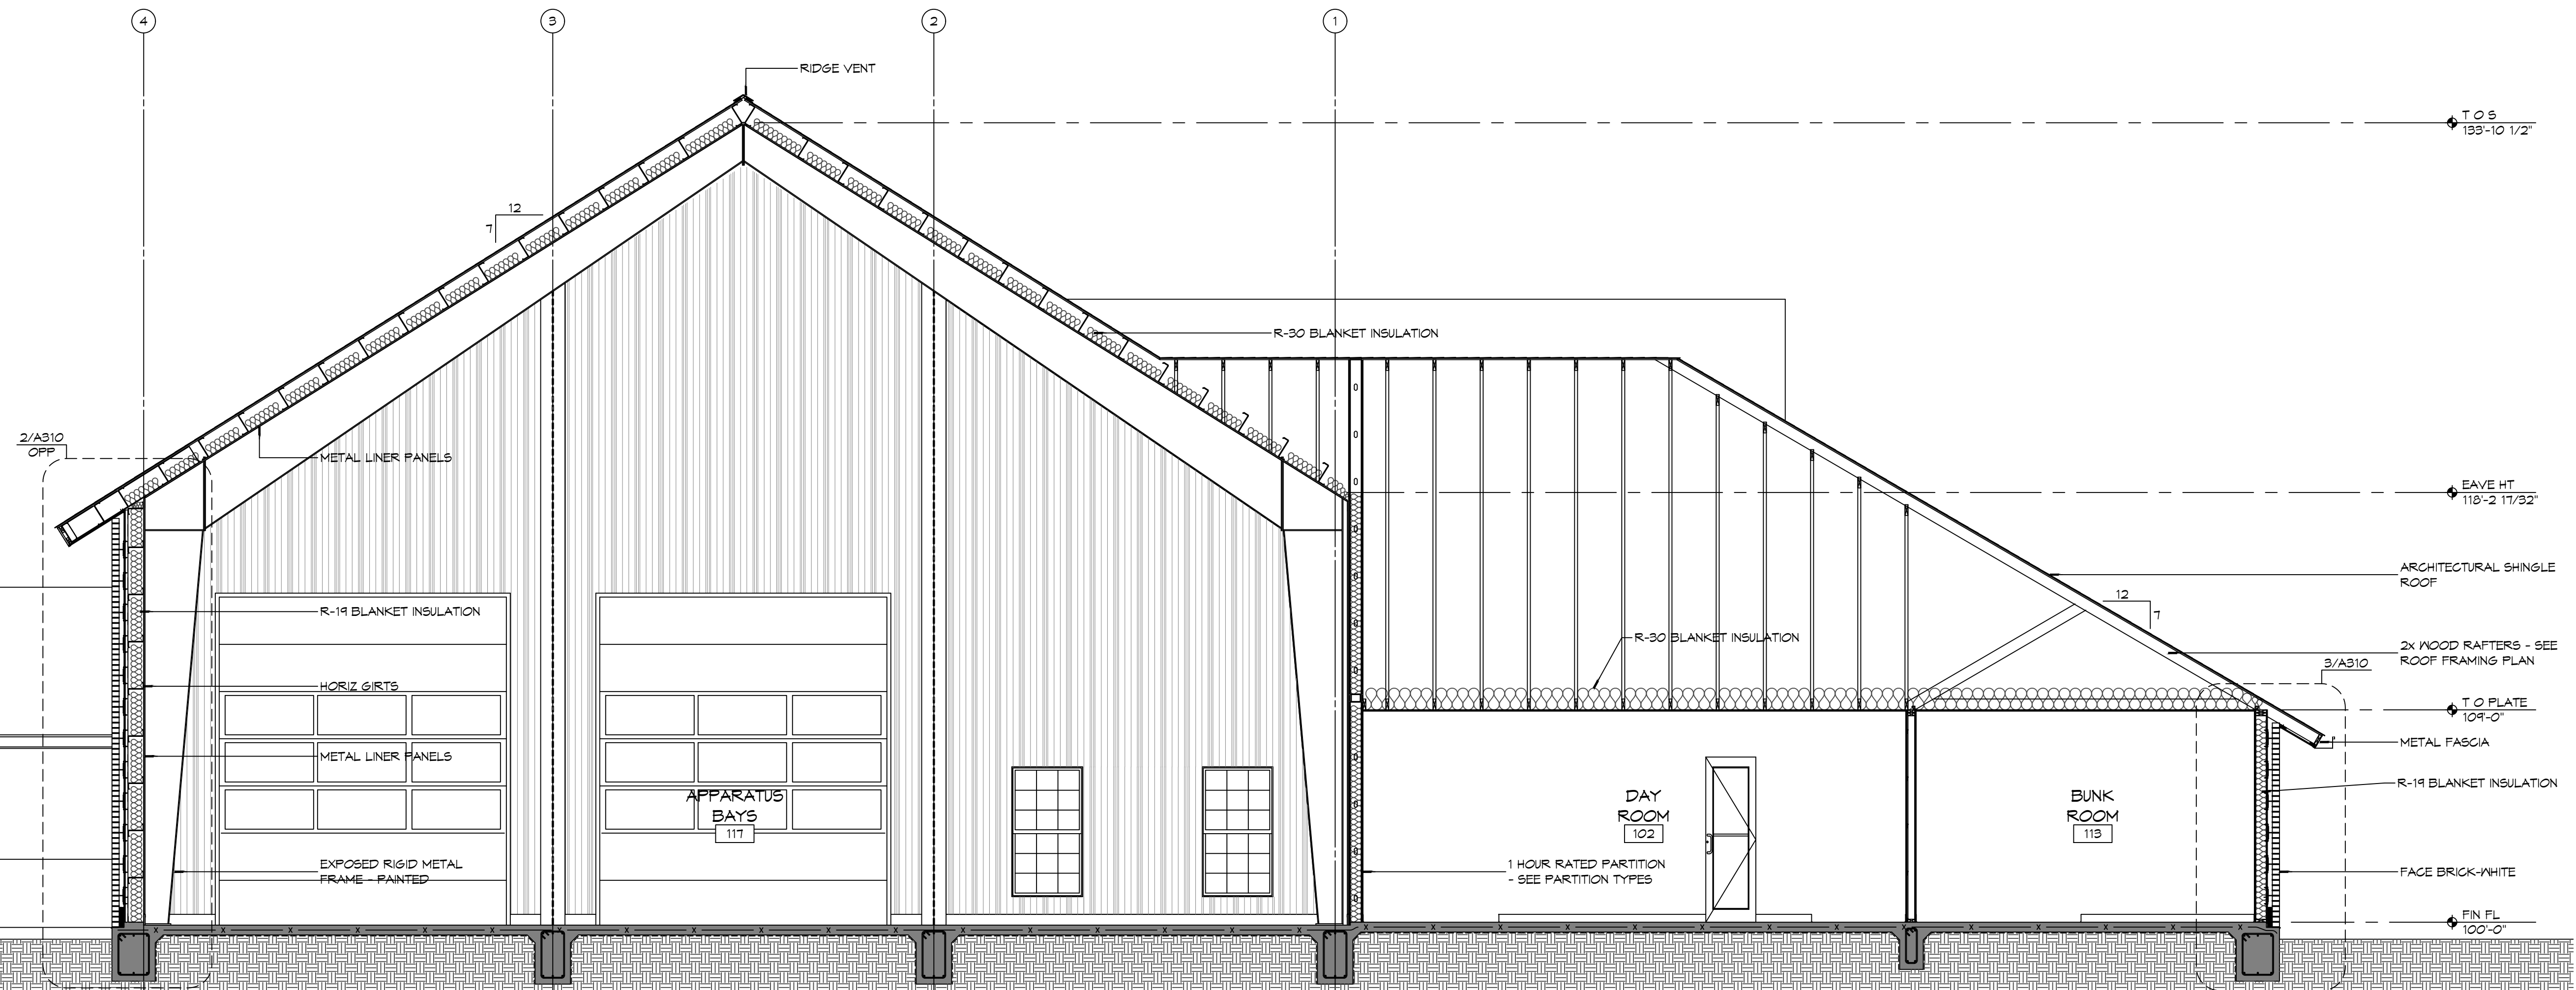 4
3
2
1
RIDGE VENT
T O S
133'-10 1/2"
12
7
R-30 BLANKET INSULATION
2/A310
OPP
METAL LINER PANELS
EAVE HT
118'-2 17/32"
ARCHITECTURAL SHINGLE
ROOF
12
7
R-19 BLANKET INSULATION
R-30 BLANKET INSULATION
2x WOOD RAFTERS - SEE
ROOF FRAMING PLAN
3/A310
HORIZ GIRTS
T O PLATE
109'-0"
METAL FASCIA
1'
METAL LINER PANELS
R-19 BLANKET INSULATION
APPARATUS
BAYS
117
DAY
ROOM
102
BUNK
ROOM
113
EXPOSED RIGID METAL
FRAME - PAINTED
1 HOUR RATED PARTITION
- SEE PARTITION TYPES
FACE BRICK-WHITE
FIN FL
100'-0"